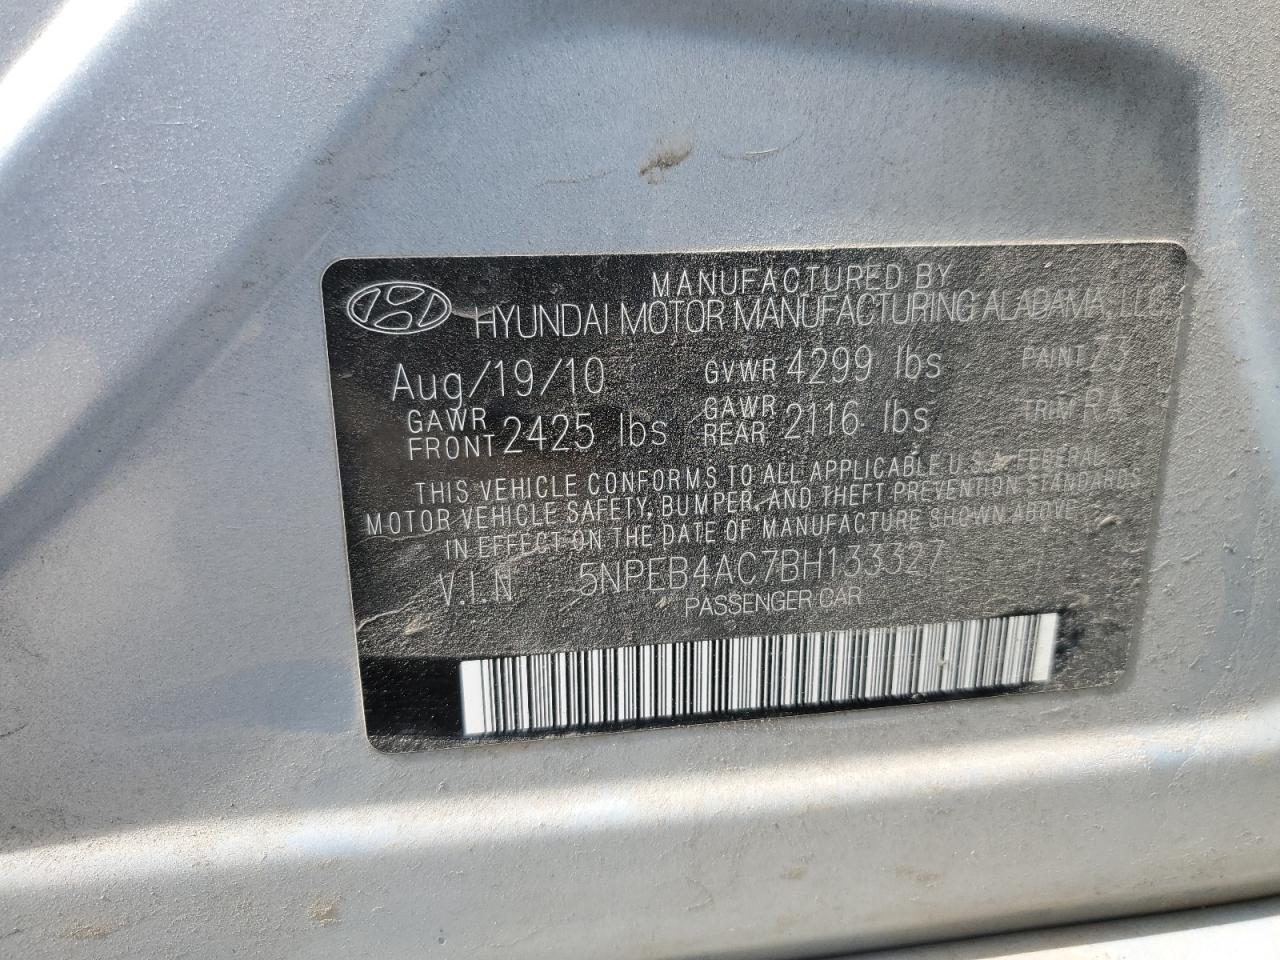 MANUFACTURED BY
HYUNDAI MOTOR MANUFACTURING ALABAMA, LLC
Aug/19/10 GVWR 4299 lbs PAINT Z3
GAWR FRONT 2425 lbs GAWR REAR 2116 lbs TRIM RA
THIS VEHICLE CONFORMS TO ALL APPLICABLE U.S.A FEDERAL
MOTOR VEHICLE SAFETY, BUMPER, AND THEFT PREVENTION STANDARDS
IN EFFECT ON THE DATE OF MANUFACTURE SHOWN ABOVE
V.I.N 5NPEB4AC7BH133327
PASSENGER CAR